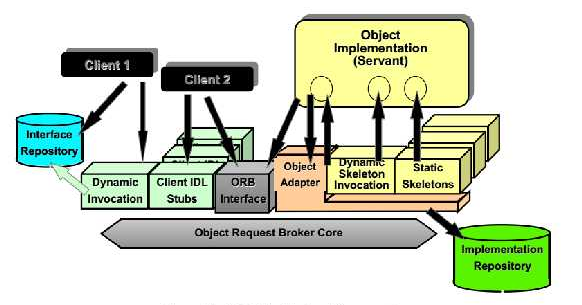 Object
Implementation
(Servant)
Client 1
Client 2
Interface
Repository
Dynamic
Invocation
Client IDL
Stubs
ORB
Interface
Object
Adapter
Dynamic
Skeleton
Invocation
Static
Skeletons
Object Request Broker Core
Implementation
Repository